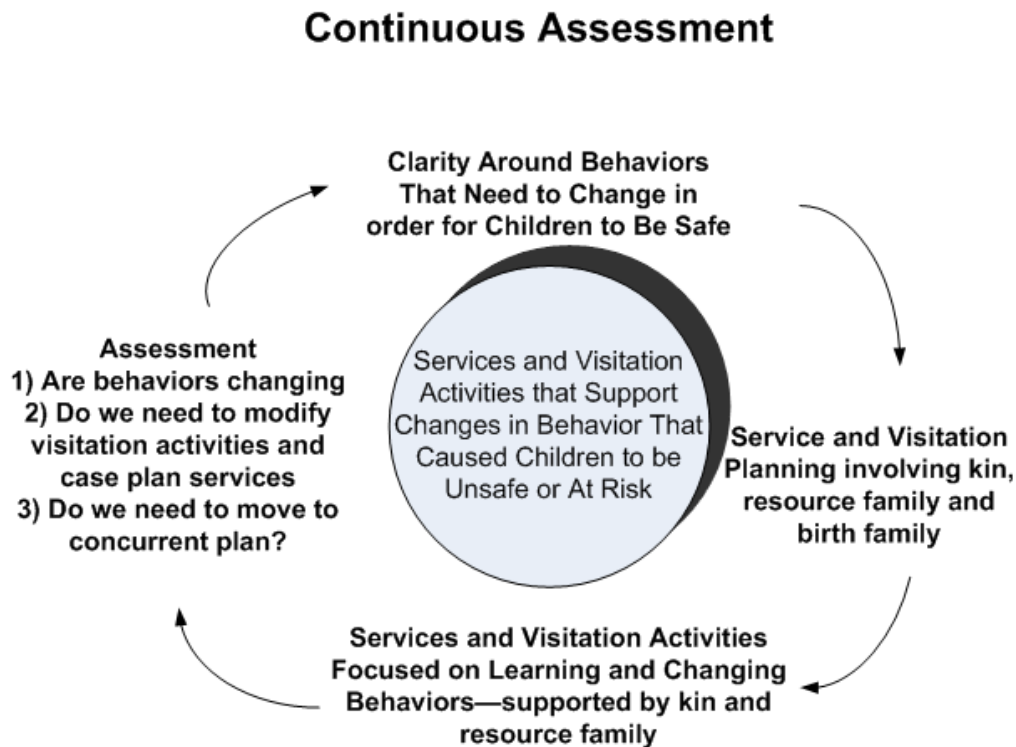 Continuous Assessment
Clarity Around Behaviors
That Need to Change in
order for Children to Be Safe
Service and Visitation
Planning involving kin,
resource family and
birth family
Services and Visitation Activities
Focused on Learning and Changing
Behaviors—supported by kin and
resource family
Assessment
1) Are behaviors changing
2) Do we need to modify
visitation activities and
case plan services
3) Do we need to move to
concurrent plan?
Services and Visitation
Activities that Support
Changes in Behavior That
Caused Children to be
Unsafe or At Risk